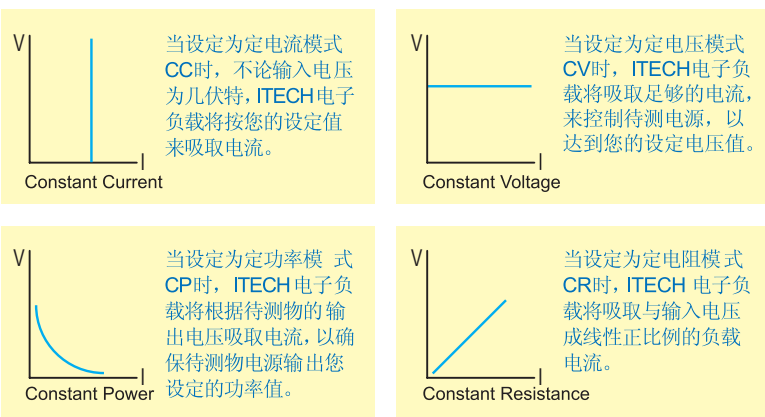 V
当设定为定电流模式
CC时，不论输入电压
为几伏特，ITECH电子
负载将按您的设定值
来吸取电流。
I
Constant Current
V
当设定为定电压模式
CV时，ITECH电子负
载将吸取足够的电流，
来控制待测电源，以
达到您的设定电压值。
I
Constant Voltage
V
当设定为定功率模 式
CP时，ITECH电子负
载将根据待测物的输
出电压吸取电流，以确
保待测物电源输出您
设定的功率值。
I
Constant Power
V
当设定为定电阻模式
CR时，ITECH 电子负
载将吸取与输入电压
成线性正比例的负载
电流。
I
Constant Resistance